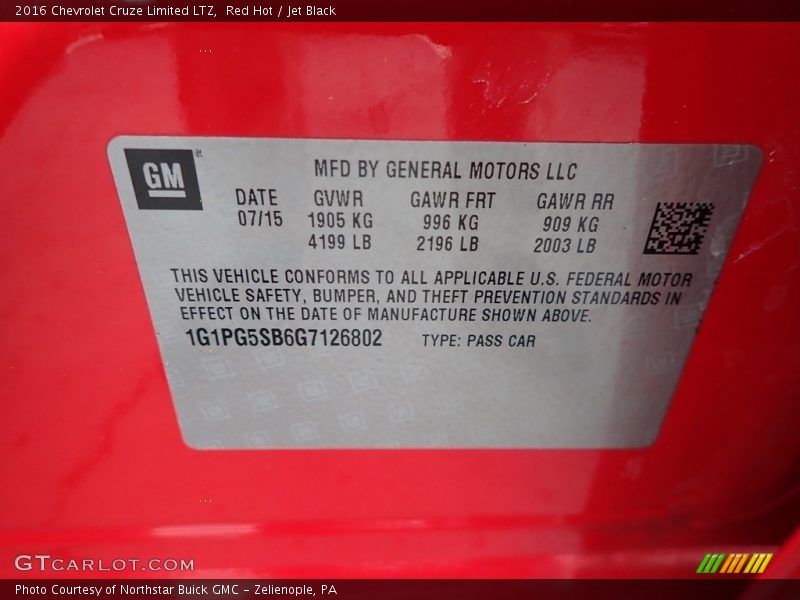 2016 Chevrolet Cruze Limited LTZ,  Red Hot / Jet Black
GM
MFD BY GENERAL MOTORS LLC
DATE GVWR GAWR FRT GAWR RR
07/15 1905 KG 996 KG 909 KG
4199 LB 2196 LB 2003 LB
THIS VEHICLE CONFORMS TO ALL APPLICABLE U.S. FEDERAL MOTOR
VEHICLE SAFETY, BUMPER, AND THEFT PREVENTION STANDARDS IN
EFFECT ON THE DATE OF MANUFACTURE SHOWN ABOVE.
1G1PG5SB6G7126802 TYPE: PASS CAR
GTCARLOT.COM
Photo Courtesy of Northstar Buick GMC - Zelienople, PA